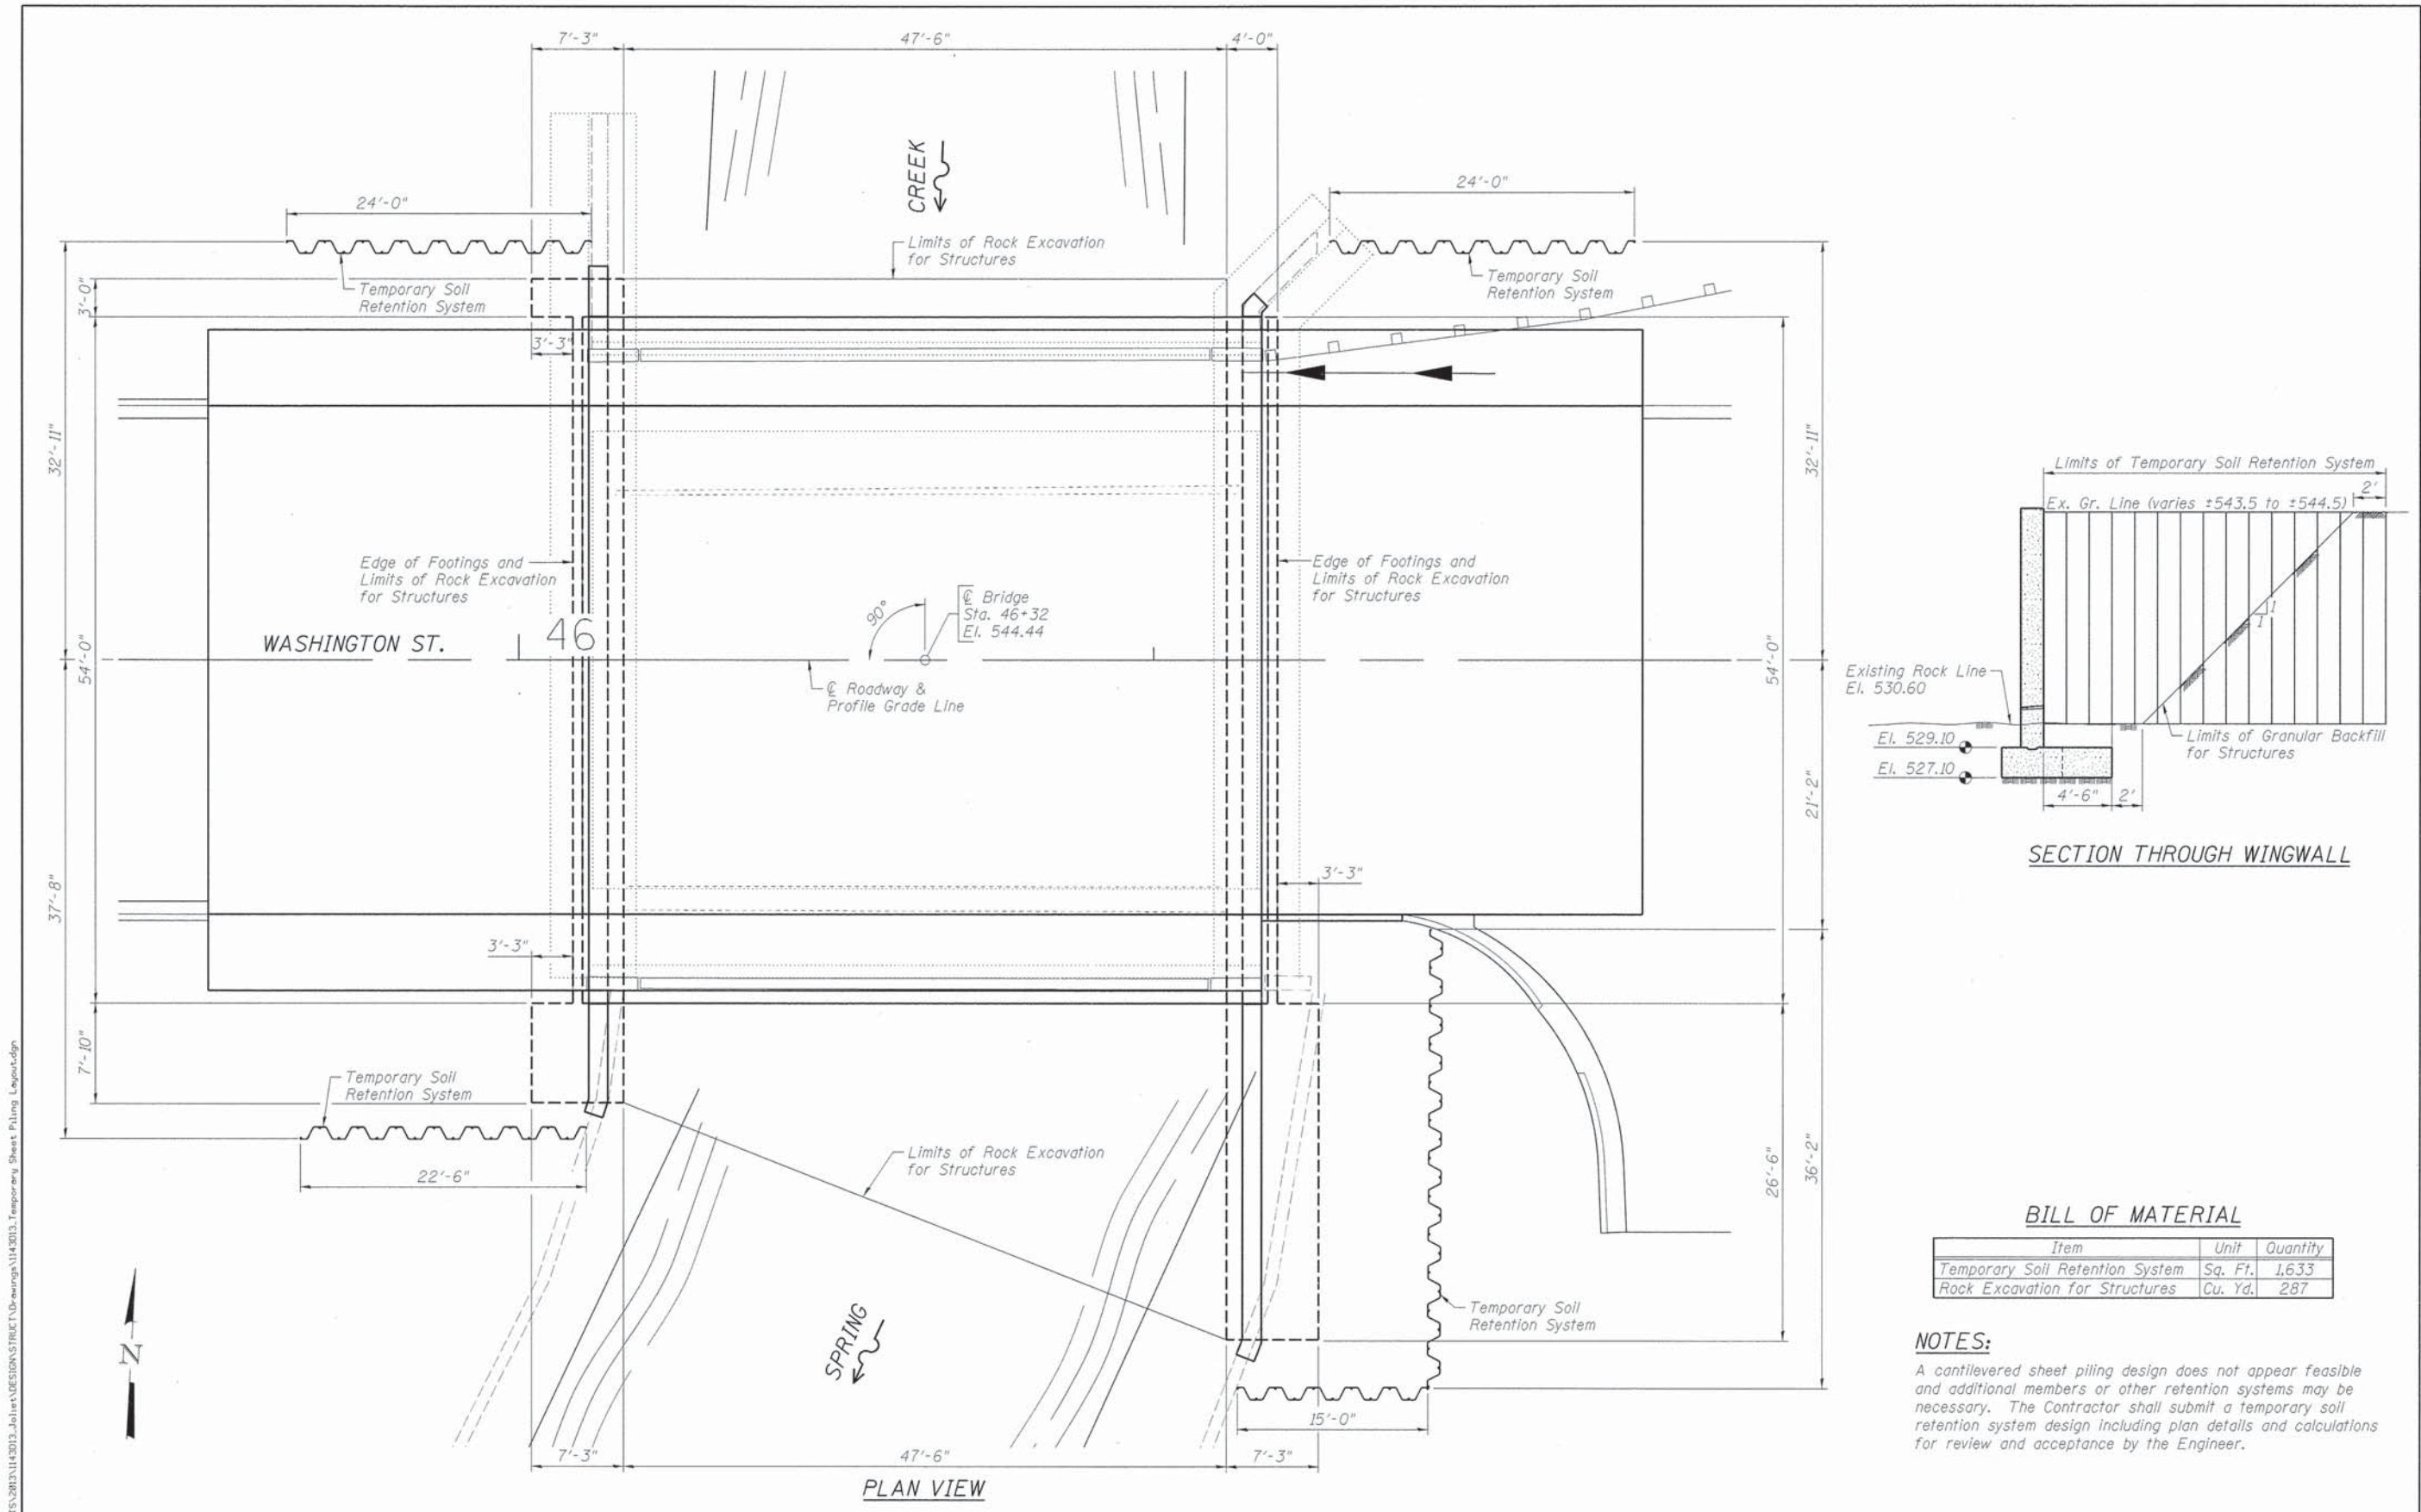 7'-3"
47'-6"
4'-0"
CREEK
24'-0"
24'-0"
Limits of Rock Excavation
for Structures
Temporary Soil
Retention System
Temporary Soil
Retention System
3'-0"
3'-3"
32'-11"
32'-11"
Limits of Temporary Soil Retention System
2'
Ex. Gr. Line (varies ±543.5 to ±544.5)
1
1
Edge of Footings and
Limits of Rock Excavation
for Structures
Edge of Footings and
Limits of Rock Excavation
for Structures
90°
℄ Bridge
Sta. 46+32
El. 544.44
WASHINGTON ST.
46
54'-0"
54'-0"
℄ Roadway &
Profile Grade Line
Existing Rock Line
El. 530.60
El. 529.10
El. 527.10
Limits of Granular Backfill
for Structures
4'-6"
2'
21'-2"
SECTION THROUGH WINGWALL
3'-3"
37'-8"
3'-3"
7'-10"
Temporary Soil
Retention System
22'-6"
Limits of Rock Excavation
for Structures
26'-6"
36'-2"
BILL OF MATERIAL
Item Unit Quantity
Temporary Soil Retention System Sq. Ft. 1,633
Rock Excavation for Structures Cu. Yd. 287
Temporary Soil
Retention System
SPRING
N
NOTES:
A cantilevered sheet piling design does not appear feasible
and additional members or other retention systems may be
necessary. The Contractor shall submit a temporary soil
retention system design including plan details and calculations
for review and acceptance by the Engineer.
15'-0"
7'-3"
47'-6"
7'-3"
PLAN VIEW
TS\2013\1143013_Joliet\DESIGN\STRUCT\Drawings\1143013_Temporary Sheet Piling Layout.dgn